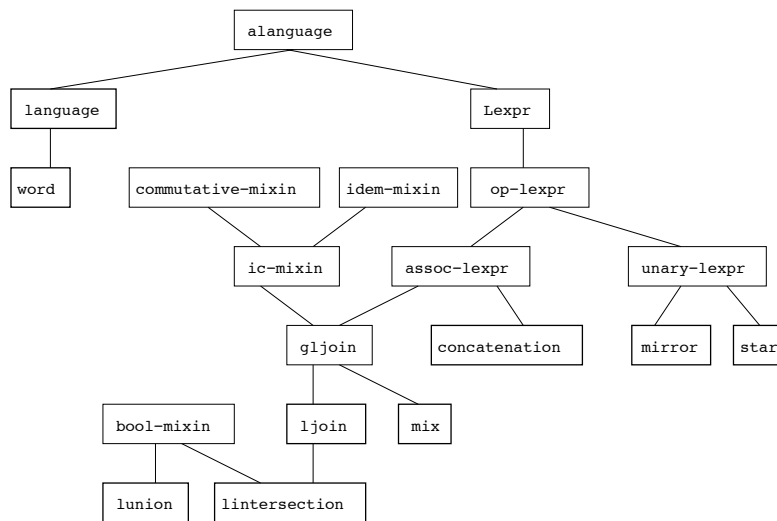 alanguage
language
Lexpr
word
commutative-mixin
idem-mixin
op-lexpr
ic-mixin
assoc-lexpr
unary-lexpr
gljoin
concatenation
mirror
star
bool-mixin
ljoin
mix
lunion
lintersection